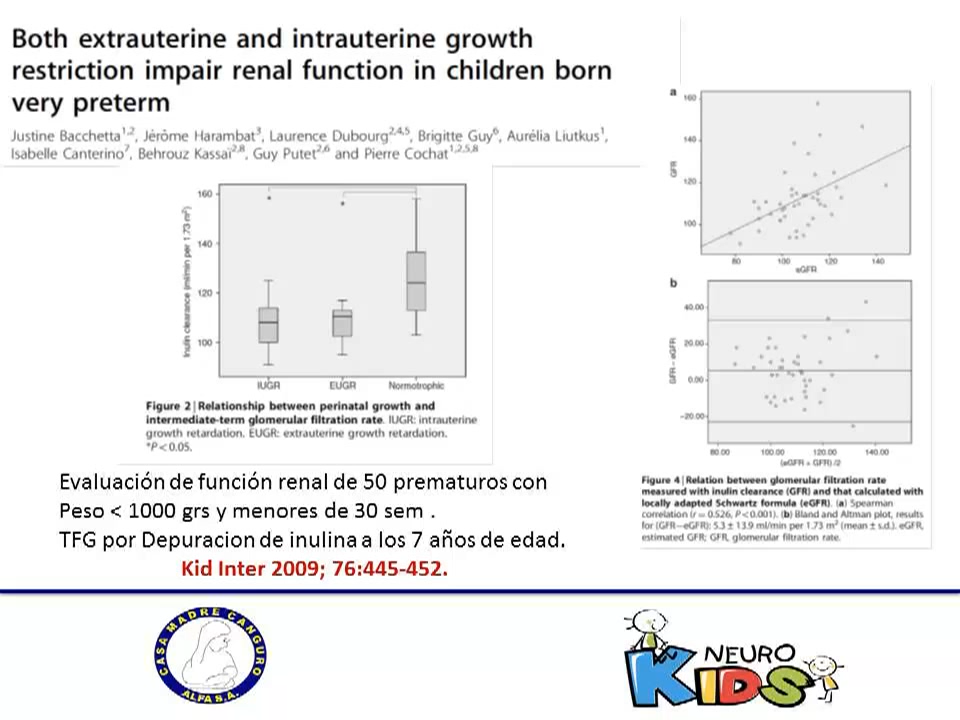 Both extrauterine and intrauterine growth
restriction impair renal function in children born
very preterm
Justine Bacchetta1,2, Jérôme Harambat3, Laurence Dubourg2,4,5, Brigitte Guy6, Aurélia Liutkus1,
Isabelle Canterino7, Behrouz Kassaï2,8, Guy Putet2,6 and Pierre Cochat1,2,5,8
Inulin clearance (ml/min per 1.73 m2)
160
140
120
100
*
*
IUGR EUGR Normotrophic
Figure 2 | Relationship between perinatal growth and
intermediate-term glomerular filtration rate. IUGR: intrauterine
growth retardation. EUGR: extrauterine growth retardation.
*P<0.05.
a
GFR
160
140
120
100
80 100 120 140
eGFR
b
GFR – eGFR
40.00
20.00
0.00
–20.00
80.00 100.00 120.00 140.00
(eGFR + GFR)/2
Figure 4 | Relation between glomerular filtration rate
measured with inulin clearance (GFR) and that calculated with
locally adapted Schwartz formula (eGFR). (a) Spearman
correlation (r = 0.526, P<0.001). (b) Bland and Altman plot, results
for (GFR–eGFR): 5.3 ± 13.9 ml/min per 1.73 m2 (mean ± s.d.). eGFR,
estimated GFR; GFR, glomerular filtration rate.
Evaluación de función renal de 50 prematuros con
Peso < 1000 grs y menores de 30 sem .
TFG por Depuracion de inulina a los 7 años de edad.
Kid Inter 2009; 76:445-452.
CASA MADRE CANGURO
ALFA S.A.
NEURO
KIDS